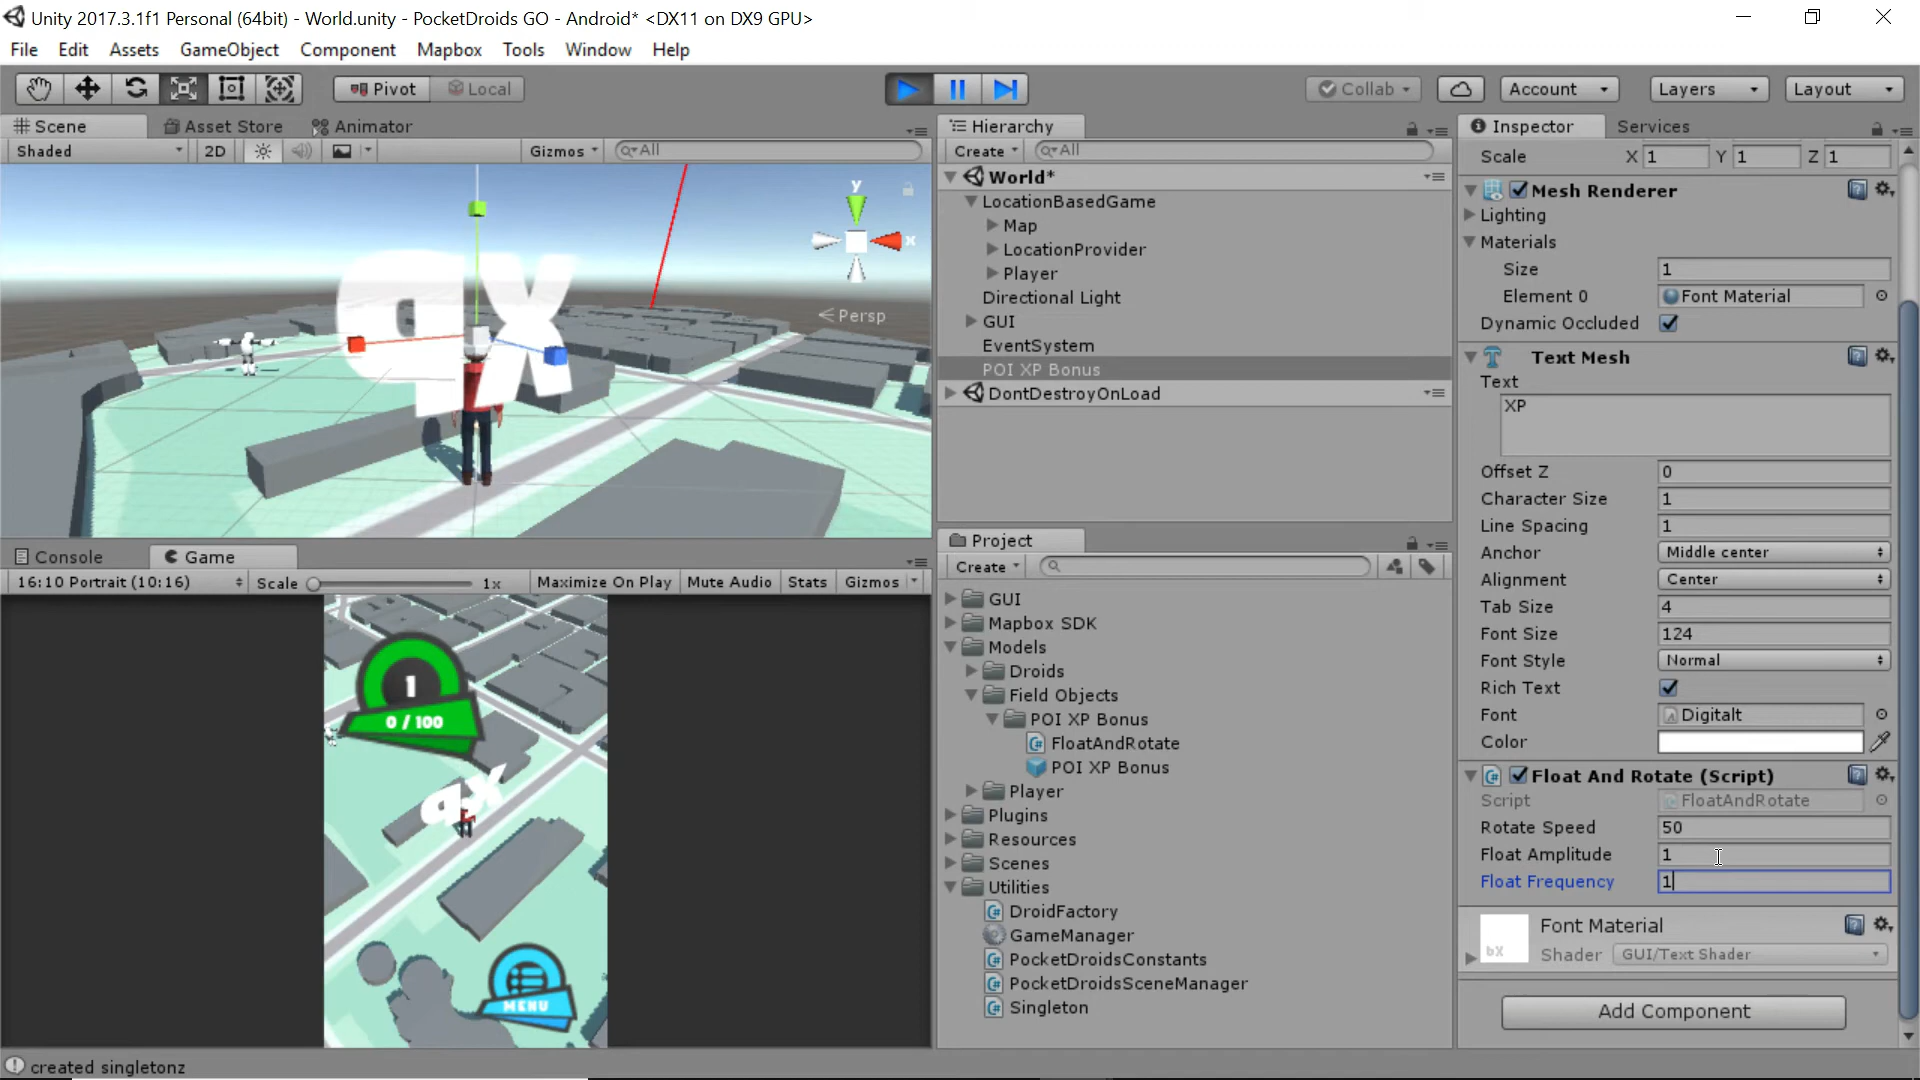 Unity 2017.3.1f1 Personal (64bit) - World.unity - PocketDroids GO - Android* <DX11 on DX9 GPU>
File Edit Assets GameObject Component Mapbox Tools Window Help
Pivot Local Collab Account Layers Layout
Scene Asset Store Animator
Shaded 2D Gizmos All
y
x
Persp
XP
Console Game
16:10 Portrait (10:16) Scale 1x Maximize On Play Mute Audio Stats Gizmos
1
0 / 100
XP
MENU
Hierarchy
Create All
World*
LocationBasedGame
Map
LocationProvider
Player
Directional Light
GUI
EventSystem
POI XP Bonus
DontDestroyOnLoad
Project
Create
GUI
Mapbox SDK
Models
Droids
Field Objects
POI XP Bonus
FloatAndRotate
POI XP Bonus
Player
Plugins
Resources
Scenes
Utilities
DroidFactory
GameManager
PocketDroidsConstants
PocketDroidsSceneManager
Singleton
Inspector Services
Scale X 1 Y 1 Z 1
Mesh Renderer
Lighting
Materials
Size 1
Element 0 Font Material
Dynamic Occluded
Text Mesh
Text
XP
Offset Z 0
Character Size 1
Line Spacing 1
Anchor Middle center
Alignment Center
Tab Size 4
Font Size 124
Font Style Normal
Rich Text
Font Digitalt
Color
Float And Rotate (Script)
Script FloatAndRotate
Rotate Speed 50
Float Amplitude 1
Float Frequency 1
Font Material
Shader GUI/Text Shader
Add Component
created singletonz